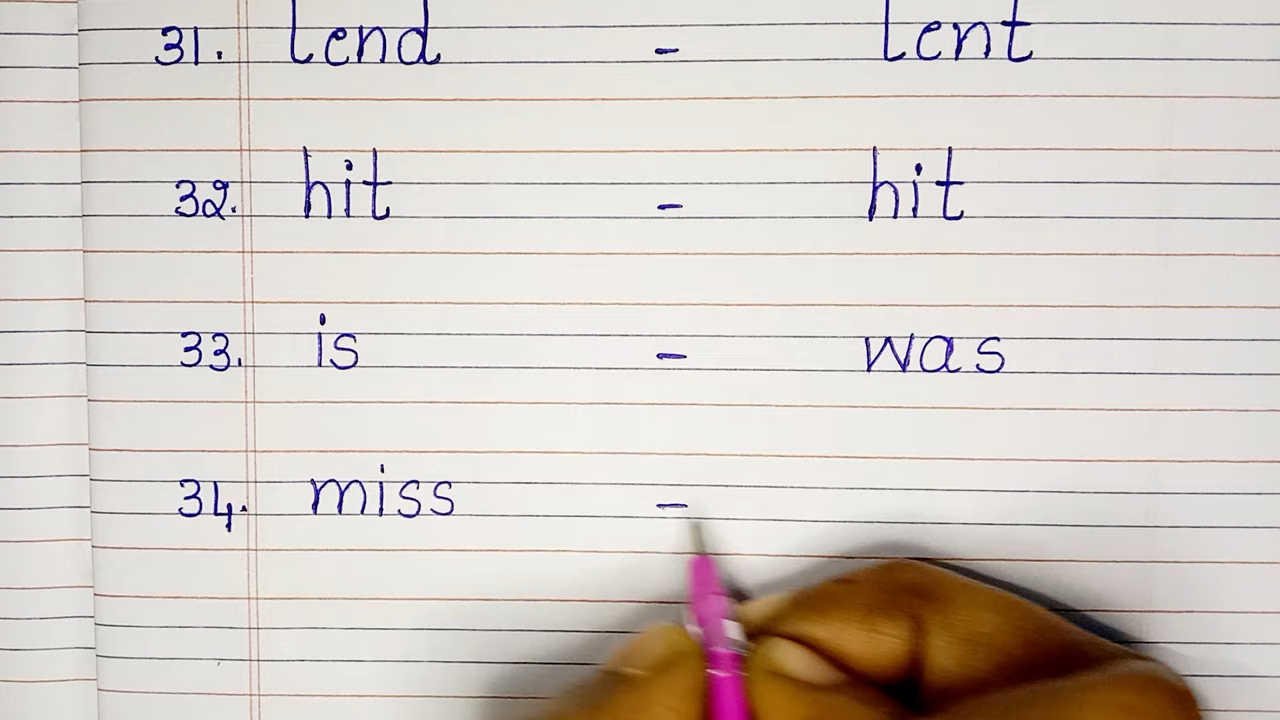 31. lend - lent
32. hit - hit
33. is - was
34. miss -